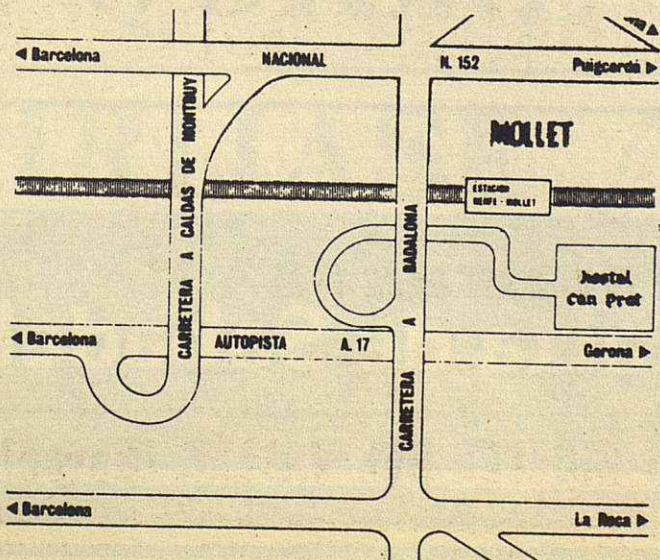 ◄ Barcelona
NACIONAL
N. 152
Puigcerdá ►
MOLLET
ESTACION
RENFE - MOLLET
CARRETERA A CALDAS DE MONTBUY
CARRETERA A BADALONA
hostal
can Prat
◄ Barcelona
AUTOPISTA
A. 17
Gerona ►
◄ Barcelona
La Roca ►